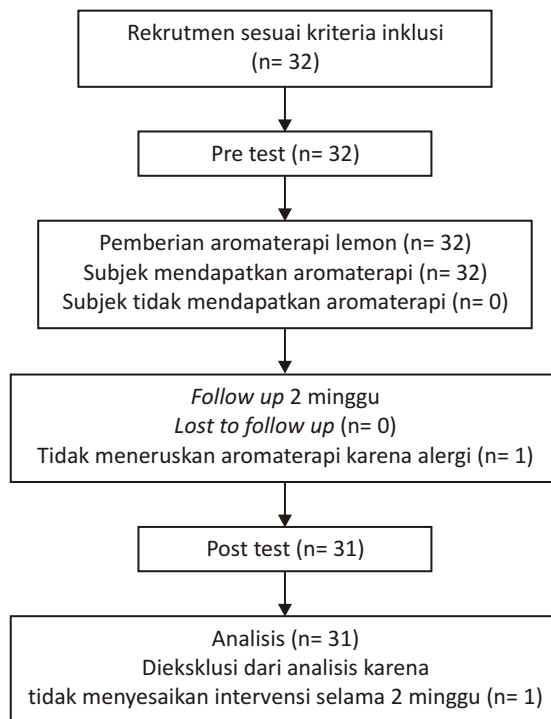 Rekrutmen sesuai kriteria inklusi
(n= 32)
Pre test (n= 32)
Pemberian aromaterapi lemon (n= 32)
Subjek mendapatkan aromaterapi (n= 32)
Subjek tidak mendapatkan aromaterapi (n= 0)
Follow up 2 minggu
Lost to follow up (n= 0)
Tidak meneruskan aromaterapi karena alergi (n= 1)
Post test (n= 31)
Analisis (n= 31)
Dieksklusi dari analisis karena
tidak menyesaikan intervensi selama 2 minggu (n= 1)